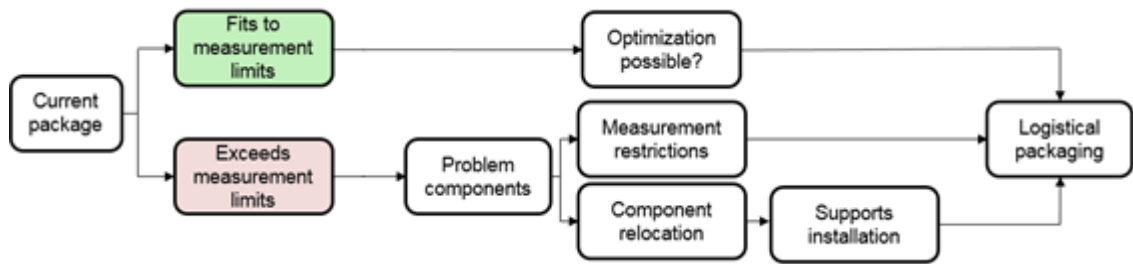 Current
package
Fits to
measurement
limits
Optimization
possible?
Exceeds
measurement
limits
Problem
components
Measurement
restrictions
Component
relocation
Supports
installation
Logistical
packaging